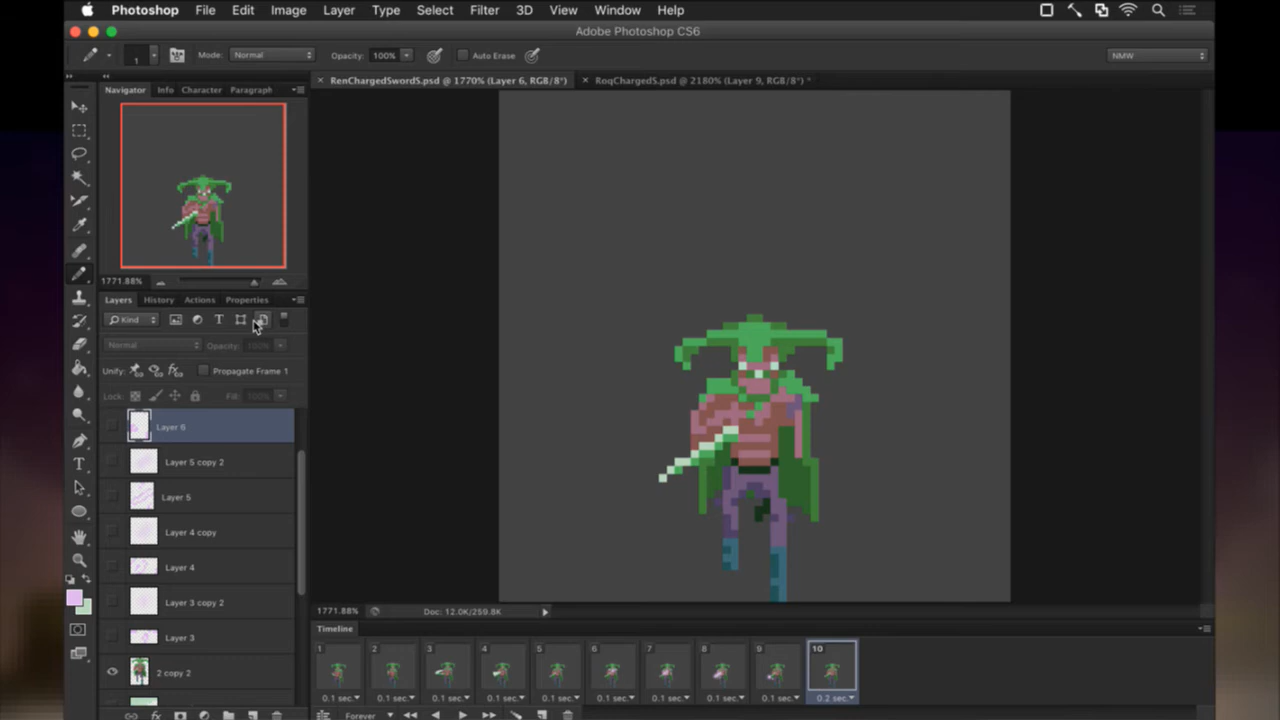 Photoshop File Edit Image Layer Type Select Filter 3D View Window Help
Adobe Photoshop CS6
1 Mode: Normal Opacity: 100% Auto Erase NMW
× RenChargedSwordS.psd @ 1770% (Layer 6, RGB/8*) × RoqChargedS.psd @ 2180% (Layer 9, RGB/8*) *
Navigator Info Character Paragraph
1771.88%
Layers History Actions Properties
Kind
Normal Opacity: 100%
Unify: Propagate Frame 1
Lock: Fill: 100%
Layer 6
Layer 5 copy 2
Layer 5
Layer 4 copy
Layer 4
Layer 3 copy 2
Layer 3
2 copy 2
1771.88% Doc: 12.0K/259.8K
Timeline
1 2 3 4 5 6 7 8 9 10
0.1 sec. 0.1 sec. 0.1 sec. 0.1 sec. 0.1 sec. 0.1 sec. 0.1 sec. 0.1 sec. 0.1 sec. 0.2 sec.
Forever